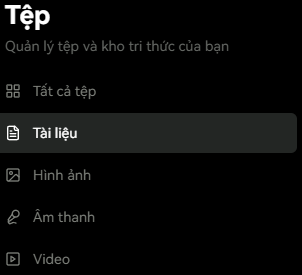 Tệp
Quản lý tệp và kho tri thức của bạn
Tất cả tệp
Tài liệu
Hình ảnh
Âm thanh
Video